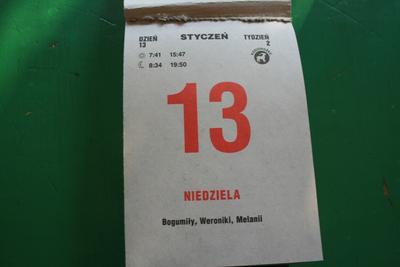 DZIEŃ STYCZEŃ TYDZIEŃ
13 2
7:41 15:47
8:34 19:50
13
NIEDZIELA
Bogumiły, Weroniki, Melanii